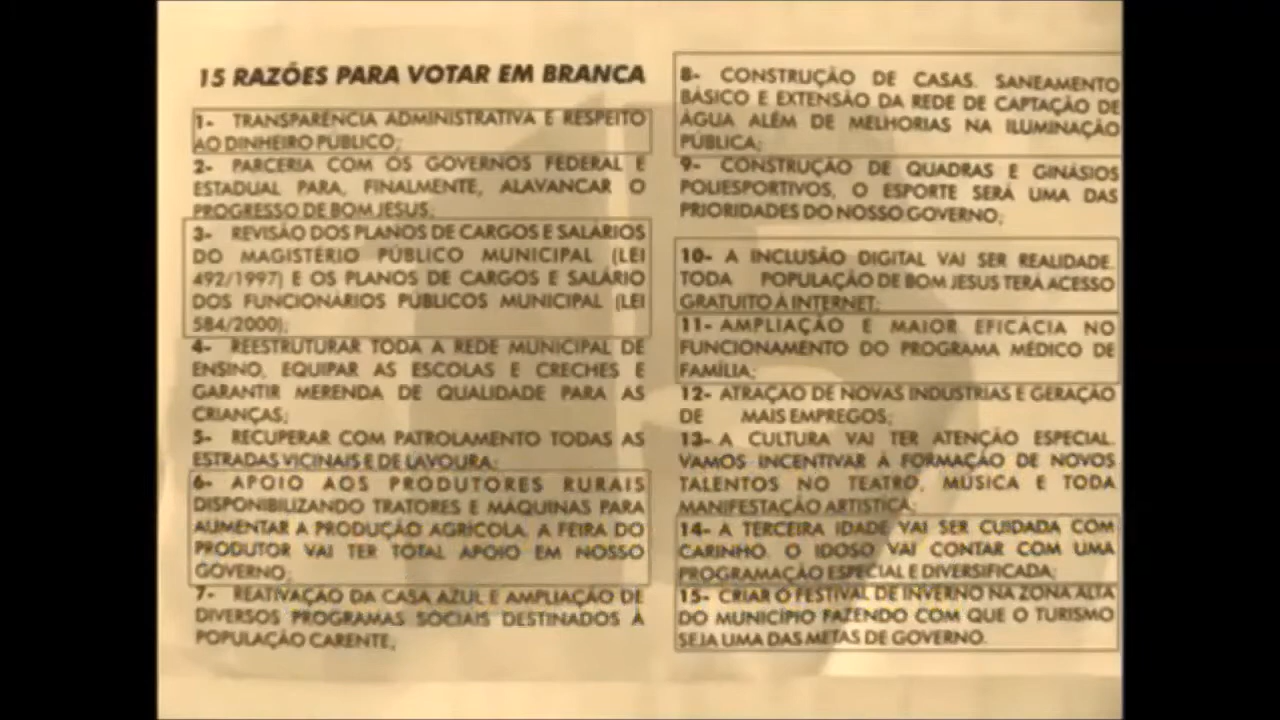 15 RAZÕES PARA VOTAR EM BRANCA
1- TRANSPARÊNCIA ADMINISTRATIVA E RESPEITO
AO DINHEIRO PÚBLICO;
2- PARCERIA COM OS GOVERNOS FEDERAL E
ESTADUAL PARA, FINALMENTE, ALAVANCAR O
PROGRESSO DE BOM JESUS;
3- REVISÃO DOS PLANOS DE CARGOS E SALÁRIOS
DO MAGISTÉRIO PÚBLICO MUNICIPAL (LEI
492/1997) E OS PLANOS DE CARGOS E SALÁRIO
DOS FUNCIONÁRIOS PÚBLICOS MUNICIPAL (LEI
584/2000);
4- REESTRUTURAR TODA A REDE MUNICIPAL DE
ENSINO, EQUIPAR AS ESCOLAS E CRECHES E
GARANTIR MERENDA DE QUALIDADE PARA AS
CRIANÇAS;
5- RECUPERAR COM PATROLAMENTO TODAS AS
ESTRADAS VICINAIS E DE LAVOURA;
6- APOIO AOS PRODUTORES RURAIS
DISPONIBILIZANDO TRATORES E MÁQUINAS PARA
AUMENTAR A PRODUÇÃO AGRÍCOLA. A FEIRA DO
PRODUTOR VAI TER TOTAL APOIO EM NOSSO
GOVERNO;
7- REATIVAÇÃO DA CASA AZUL E AMPLIAÇÃO DE
DIVERSOS PROGRAMAS SOCIAIS DESTINADOS À
POPULAÇÃO CARENTE;
8- CONSTRUÇÃO DE CASAS. SANEAMENTO
BÁSICO E EXTENSÃO DA REDE DE CAPTAÇÃO DE
ÁGUA ALÉM DE MELHORIAS NA ILUMINAÇÃO
PÚBLICA;
9- CONSTRUÇÃO DE QUADRAS E GINÁSIOS
POLIESPORTIVOS, O ESPORTE SERÁ UMA DAS
PRIORIDADES DO NOSSO GOVERNO;
10- A INCLUSÃO DIGITAL VAI SER REALIDADE.
TODA POPULAÇÃO DE BOM JESUS TERÁ ACESSO
GRATUITO À INTERNET;
11- AMPLIAÇÃO E MAIOR EFICÁCIA NO
FUNCIONAMENTO DO PROGRAMA MÉDICO DE
FAMÍLIA;
12- ATRAÇÃO DE NOVAS INDUSTRIAS E GERAÇÃO
DE MAIS EMPREGOS;
13- A CULTURA VAI TER ATENÇÃO ESPECIAL.
VAMOS INCENTIVAR À FORMAÇÃO DE NOVOS
TALENTOS NO TEATRO, MÚSICA E TODA
MANIFESTAÇÃO ARTÍSTICA;
14- A TERCEIRA IDADE VAI SER CUIDADA COM
CARINHO. O IDOSO VAI CONTAR COM UMA
PROGRAMAÇÃO ESPECIAL E DIVERSIFICADA;
15- CRIAR O FESTIVAL DE INVERNO NA ZONA ALTA
DO MUNICÍPIO FAZENDO COM QUE O TURISMO
SEJA UMA DAS METAS DE GOVERNO.